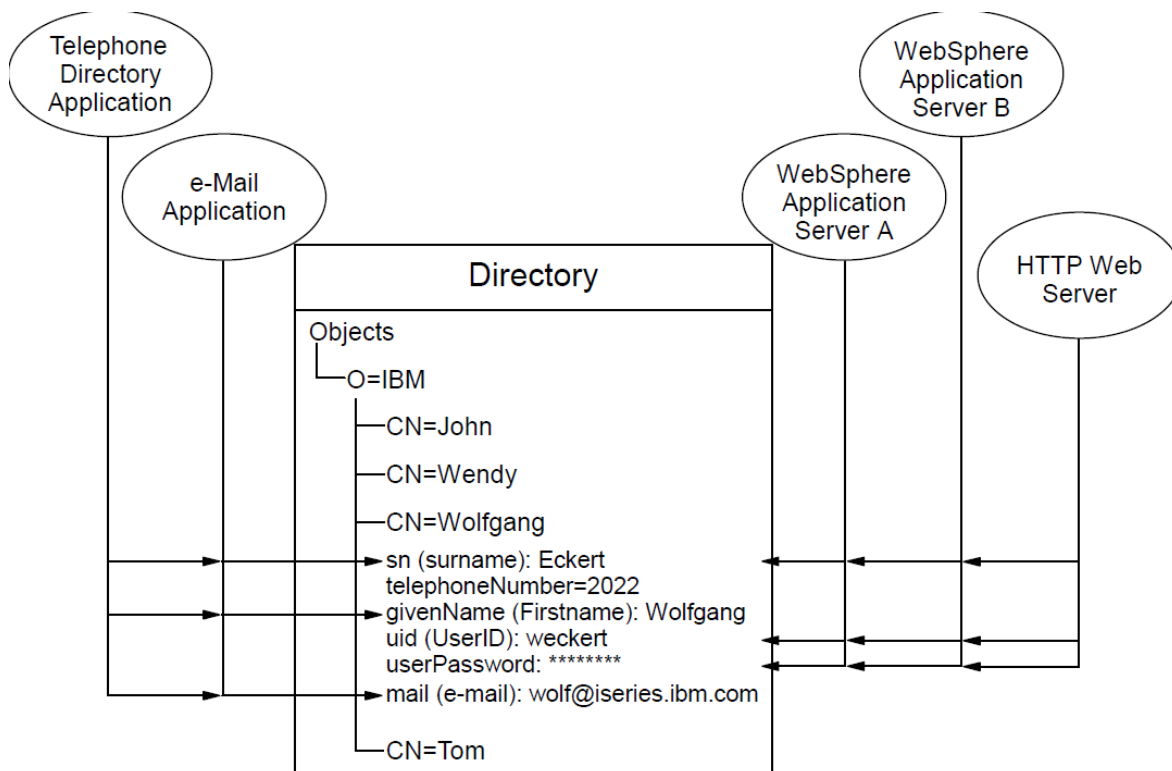 Telephone
Directory
Application
e-Mail
Application
WebSphere
Application
Server B
WebSphere
Application
Server A
HTTP Web
Server
Directory
Objects
O=IBM
CN=John
CN=Wendy
CN=Wolfgang
sn (surname): Eckert
telephoneNumber=2022
givenName (Firstname): Wolfgang
uid (UserID): weckert
userPassword: ********
mail (e-mail): wolf@iseries.ibm.com
CN=Tom